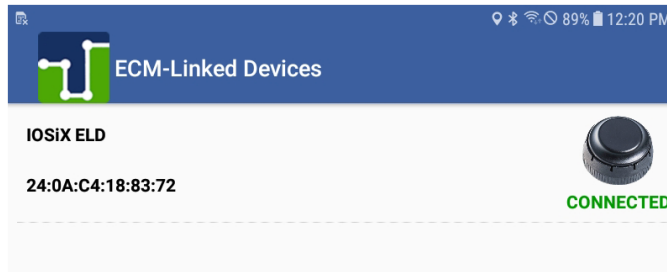 89% 12:20 PM
ECM-Linked Devices
IOSiX ELD
24:0A:C4:18:83:72
CONNECTED